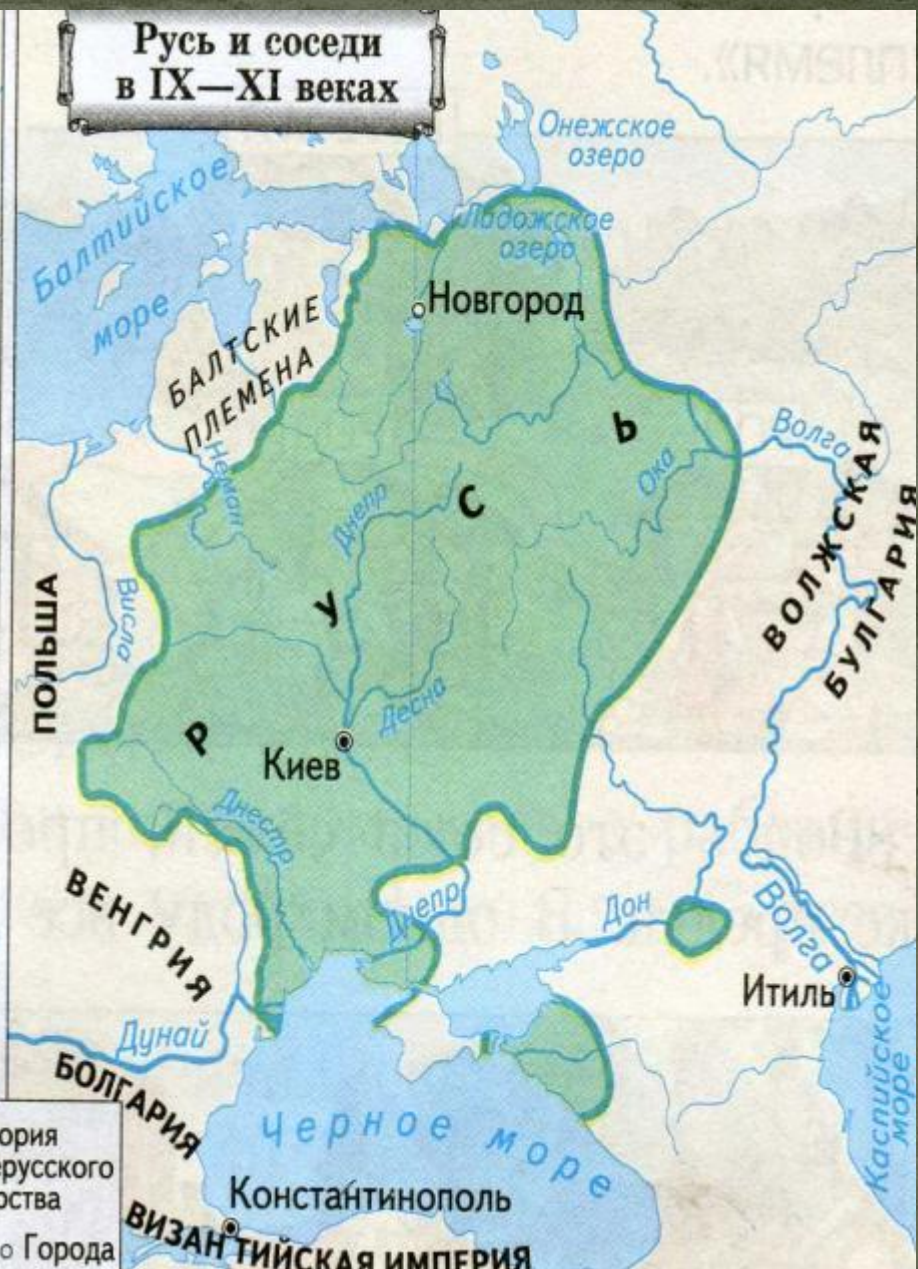 Русь и соседи
в IX—XI веках
Онежское
озеро
Ладожское
озеро
Балтийское
море
Новгород
БАЛТСКИЕ
ПЛЕМЕНА
Неман
Днепр
Ь
С
У
Р
Ока
Волга
ВОЛЖСКАЯ
БУЛГАРИЯ
ПОЛЬША
Висла
Десна
Киев
Днестр
Днепр
ВЕНГРИЯ
Дон
Волга
Итиль
Дунай
БОЛГАРИЯ
Черное море
Каспийское
море
Константинополь
ВИЗАНТИЙСКАЯ ИМПЕРИЯ
Города